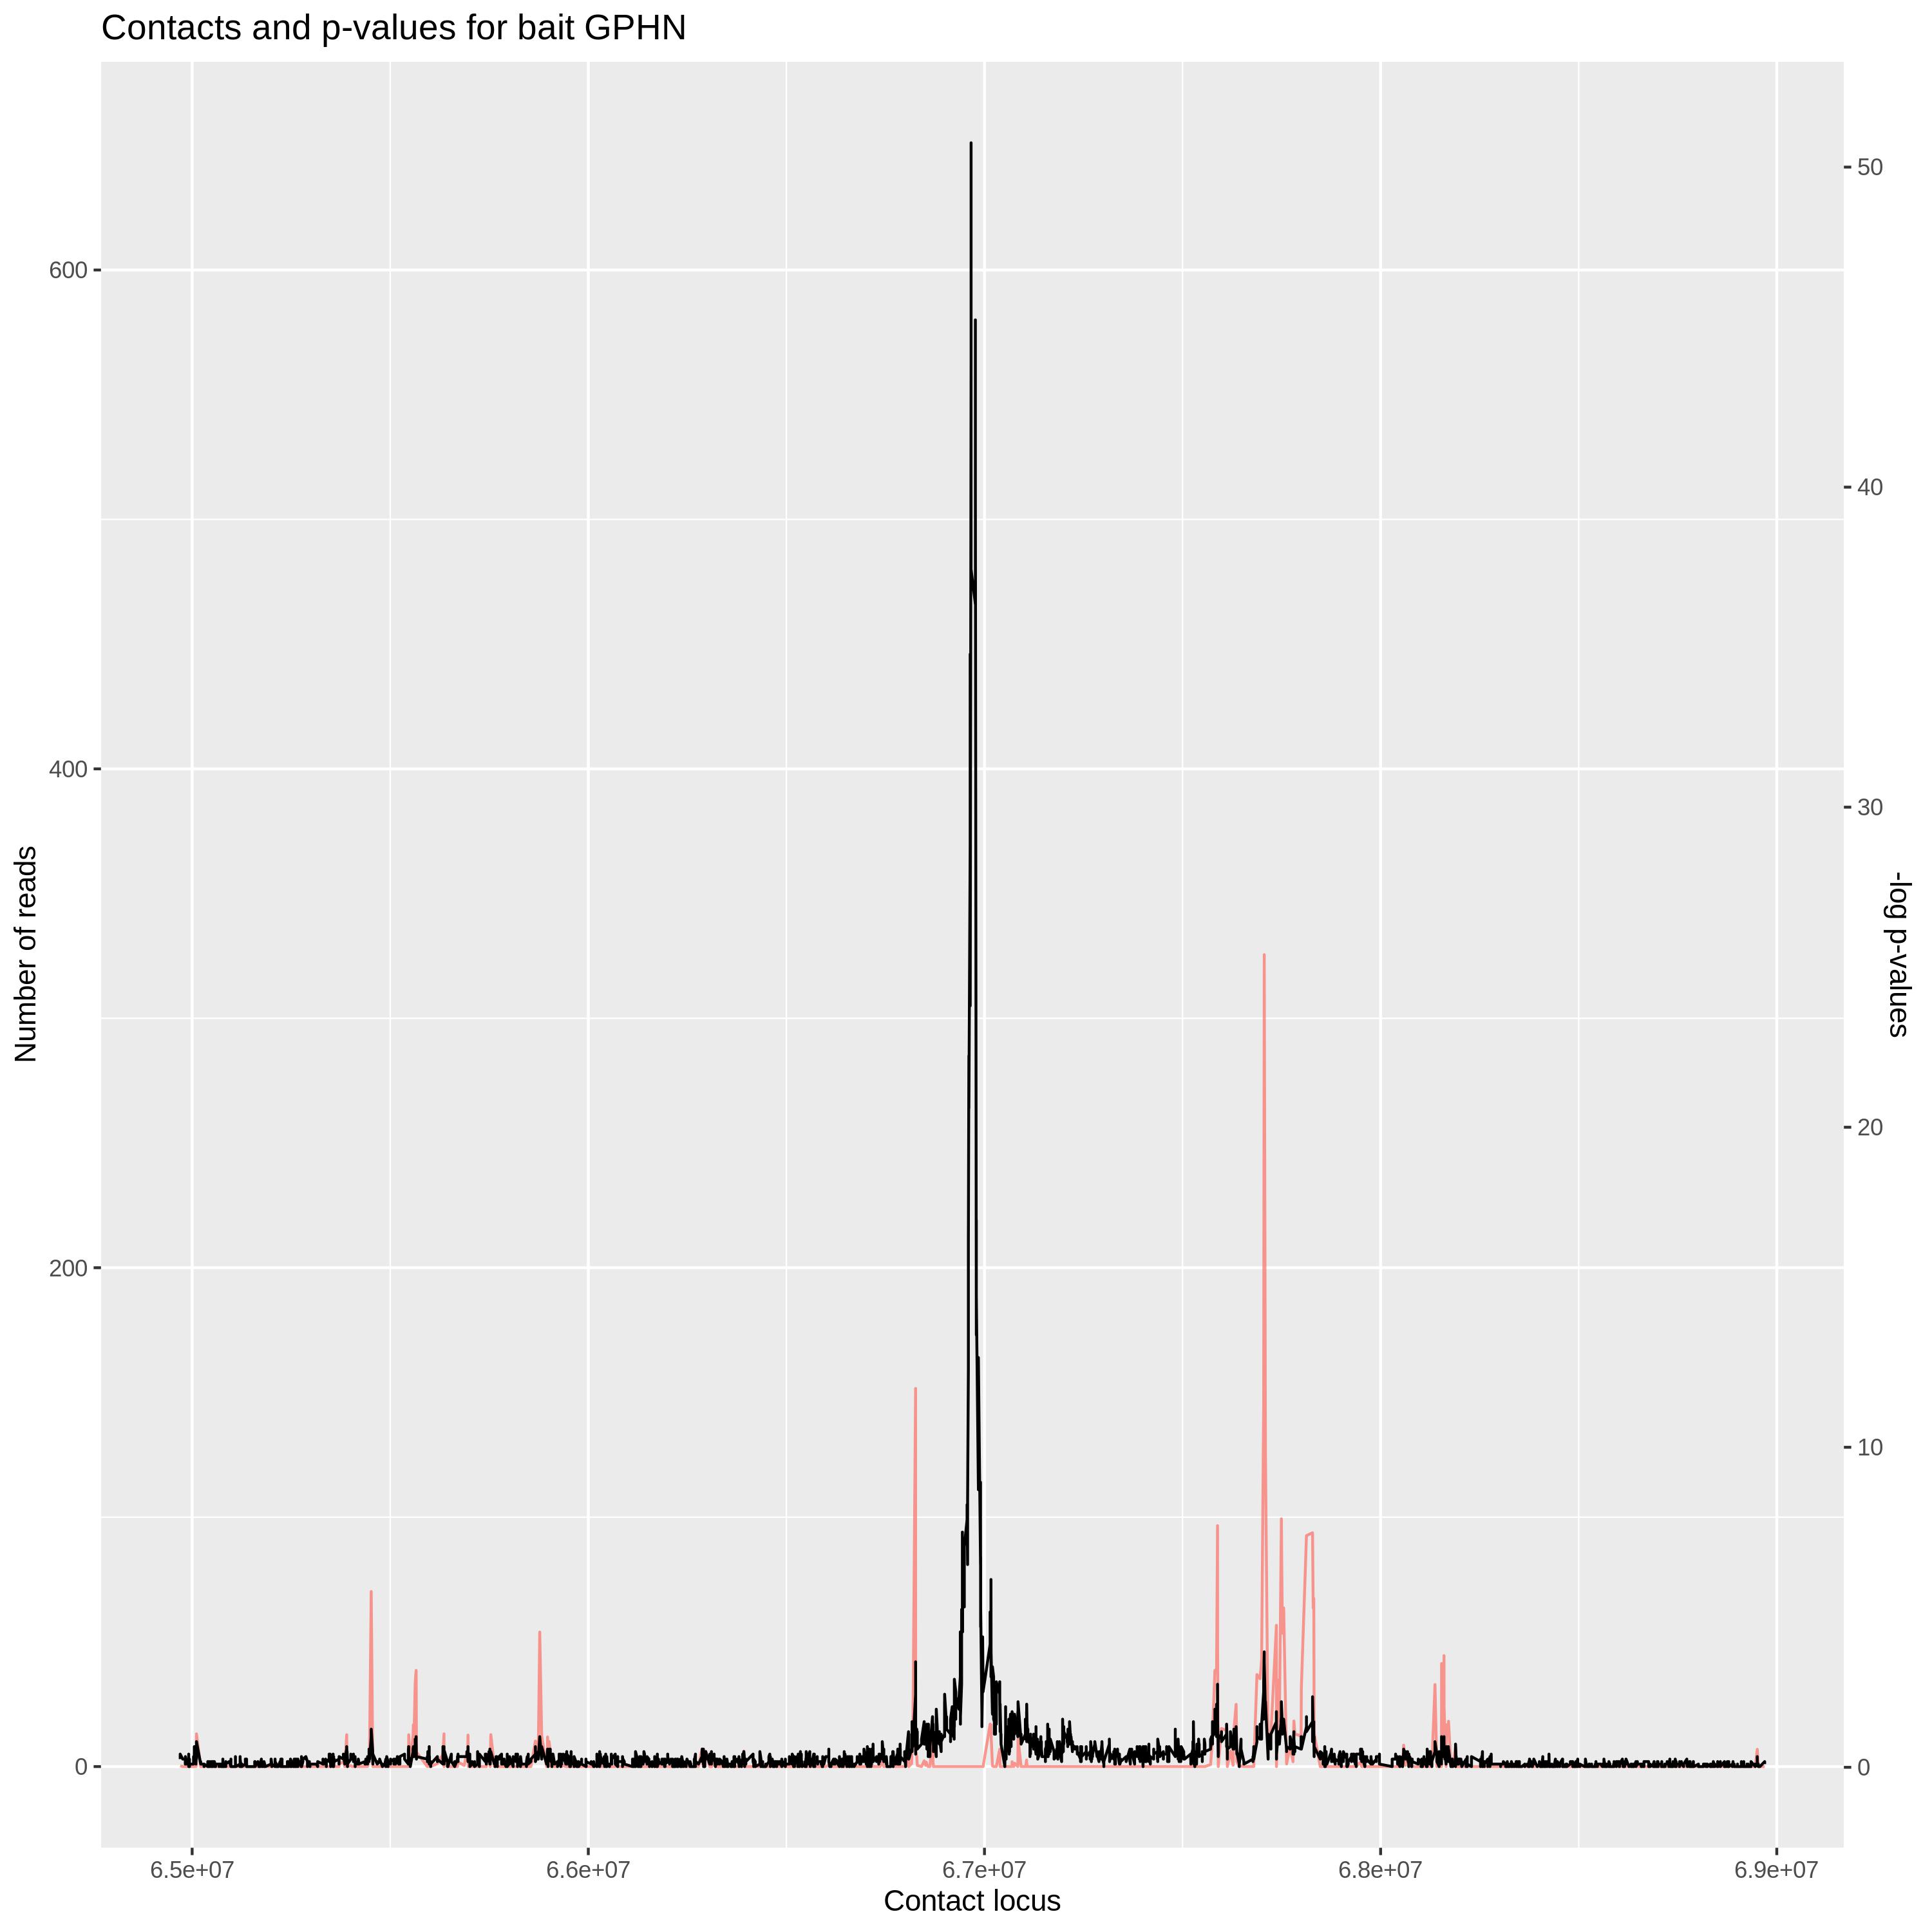 Contacts and p-values for bait GPHN
600
400
200
0
Number of reads
50
40
30
20
10
0
-log p-values
6.5e+07
6.6e+07
6.7e+07
6.8e+07
6.9e+07
Contact locus